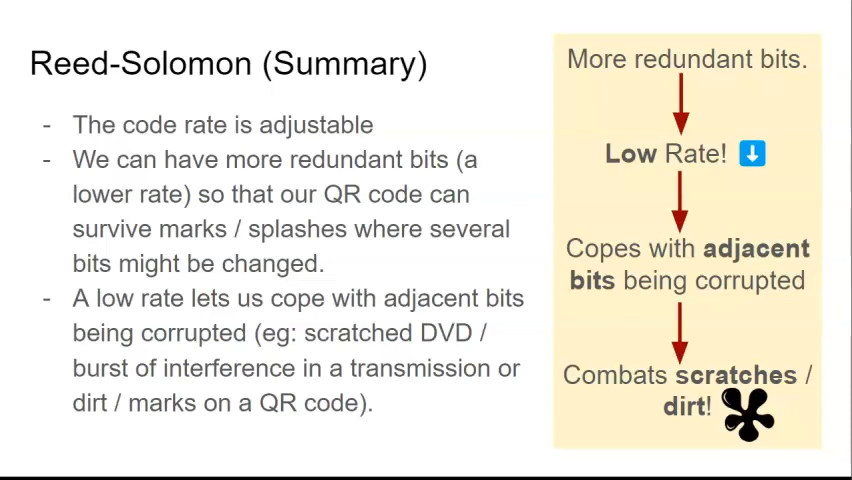 Reed-Solomon (Summary)
- The code rate is adjustable
- We can have more redundant bits (a
lower rate) so that our QR code can
survive marks / splashes where several
bits might be changed.
- A low rate lets us cope with adjacent bits
being corrupted (eg: scratched DVD /
burst of interference in a transmission or
dirt / marks on a QR code).
More redundant bits.
Low Rate! ⬇️
Copes with adjacent
bits being corrupted
Combats scratches /
dirt!